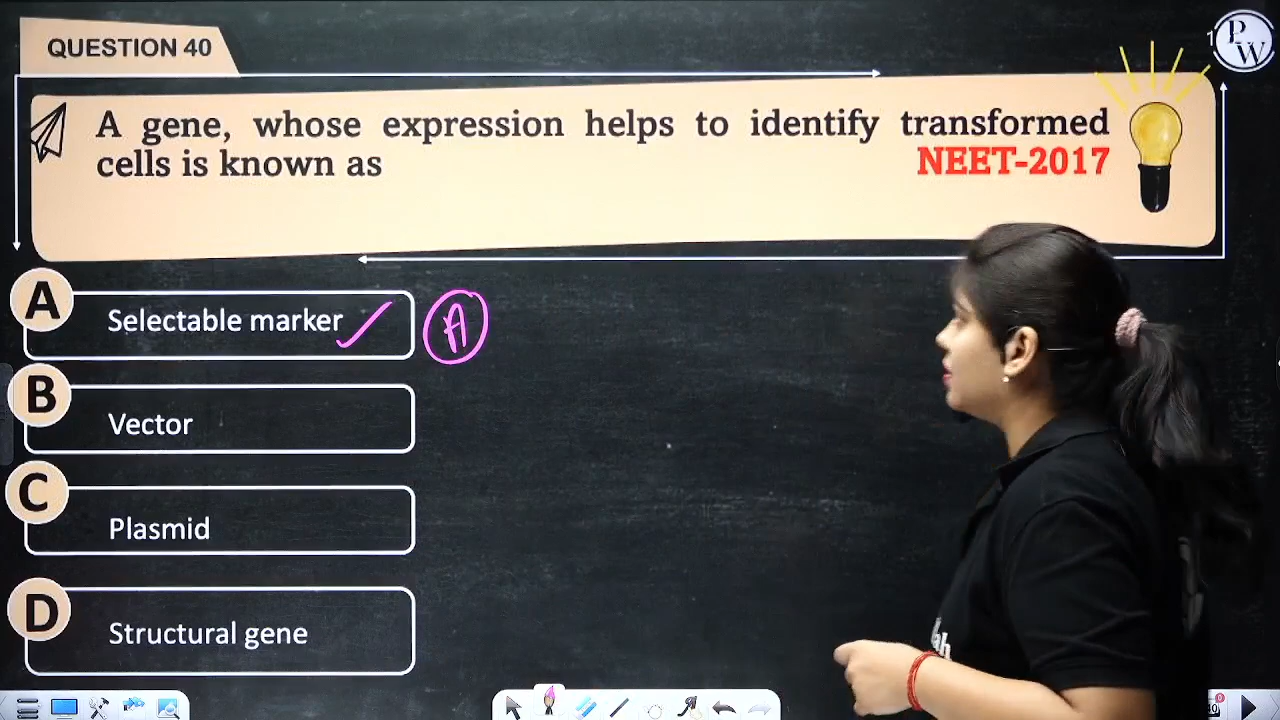 QUESTION 40
PW
A gene, whose expression helps to identify transformed
cells is known as
NEET-2017
A
Selectable marker
A
B
Vector
C
Plasmid
D
Structural gene